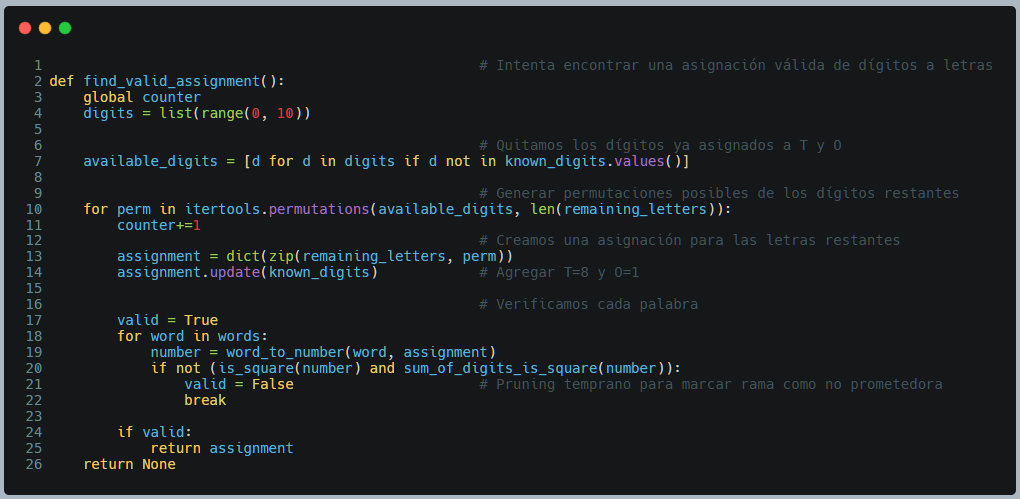 1                                                    # Intenta encontrar una asignación válida de dígitos a letras
2 def find_valid_assignment():
3     global counter
4     digits = list(range(0, 10))
5
6                                                    # Quitamos los dígitos ya asignados a T y O
7     available_digits = [d for d in digits if d not in known_digits.values()]
8
9                                                    # Generar permutaciones posibles de los dígitos restantes
10     for perm in itertools.permutations(available_digits, len(remaining_letters)):
11         counter+=1
12                                                    # Creamos una asignación para las letras restantes
13         assignment = dict(zip(remaining_letters, perm))
14         assignment.update(known_digits)            # Agregar T=8 y O=1
15
16                                                    # Verificamos cada palabra
17         valid = True
18         for word in words:
19             number = word_to_number(word, assignment)
20             if not (is_square(number) and sum_of_digits_is_square(number)):
21                 valid = False                      # Pruning temprano para marcar rama como no prometedora
22                 break
23
24         if valid:
25             return assignment
26     return None